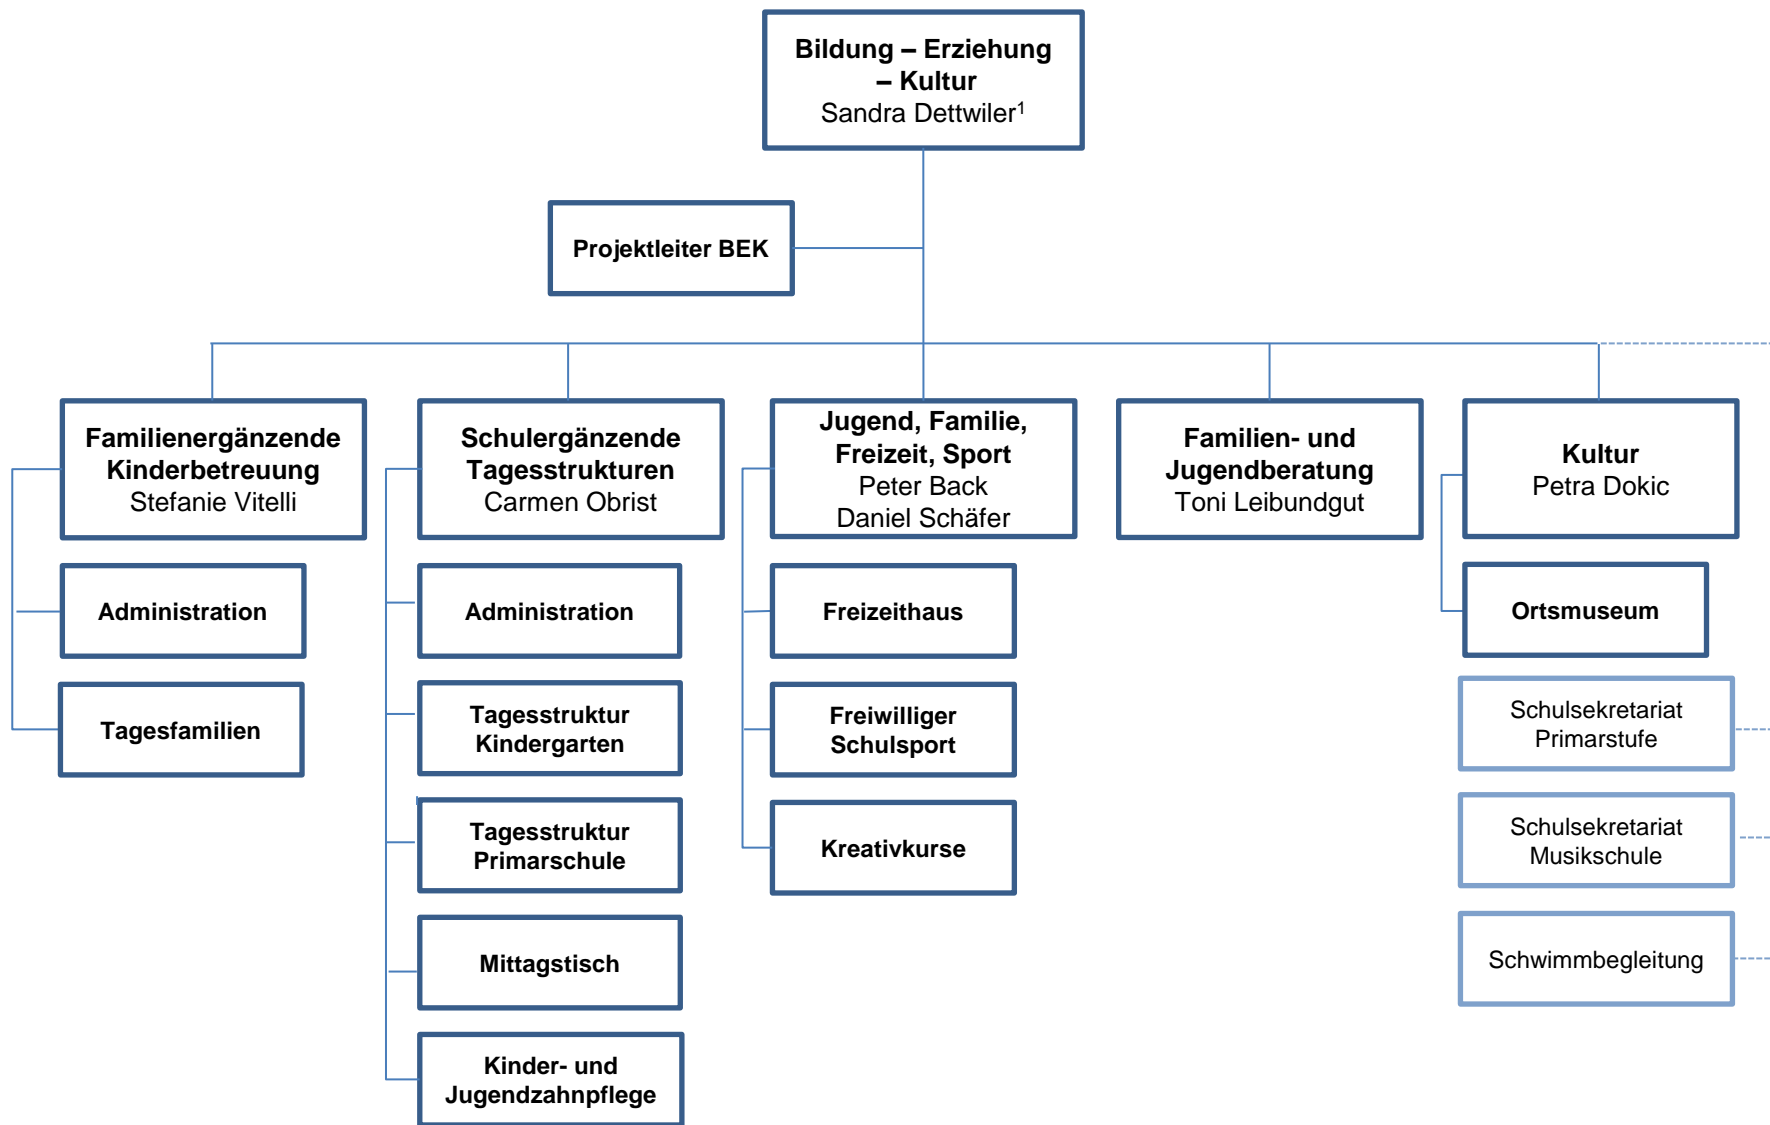 Bildung – Erziehung
– Kultur
Sandra Dettwiler¹
Projektleiter BEK
Familienergänzende
Kinderbetreuung
Stefanie Vitelli
Schulergänzende
Tagesstrukturen
Carmen Obrist
Jugend, Familie,
Freizeit, Sport
Peter Back
Daniel Schäfer
Familien- und
Jugendberatung
Toni Leibundgut
Kultur
Petra Dokic
Administration
Administration
Freizeithaus
Ortsmuseum
Tagesfamilien
Tagesstruktur
Kindergarten
Freiwilliger
Schulsport
Schulsekretariat
Primarstufe
Tagesstruktur
Primarschule
Kreativkurse
Schulsekretariat
Musikschule
Mittagstisch
Schwimmbegleitung
Kinder- und
Jugendzahnpflege